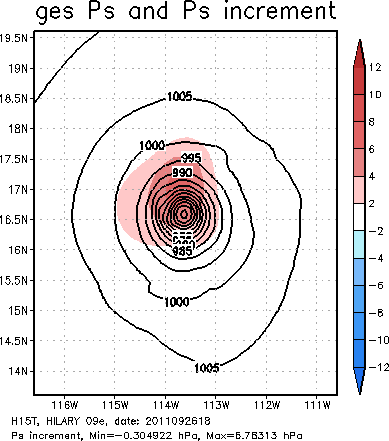 ges Ps and Ps increment
19.5N
19N
18.5N
18N
17.5N
17N
16.5N
16N
15.5N
15N
14.5N
14N
1005
1000
995
990
985
1000
1005
116W
115W
114W
113W
112W
111W
12
10
8
6
4
2
−2
−4
−6
−8
−10
−12
H15T, HILARY 09e, date: 2011092618
Ps increment, Min=−0.304922 hPa, Max=6.76313 hPa